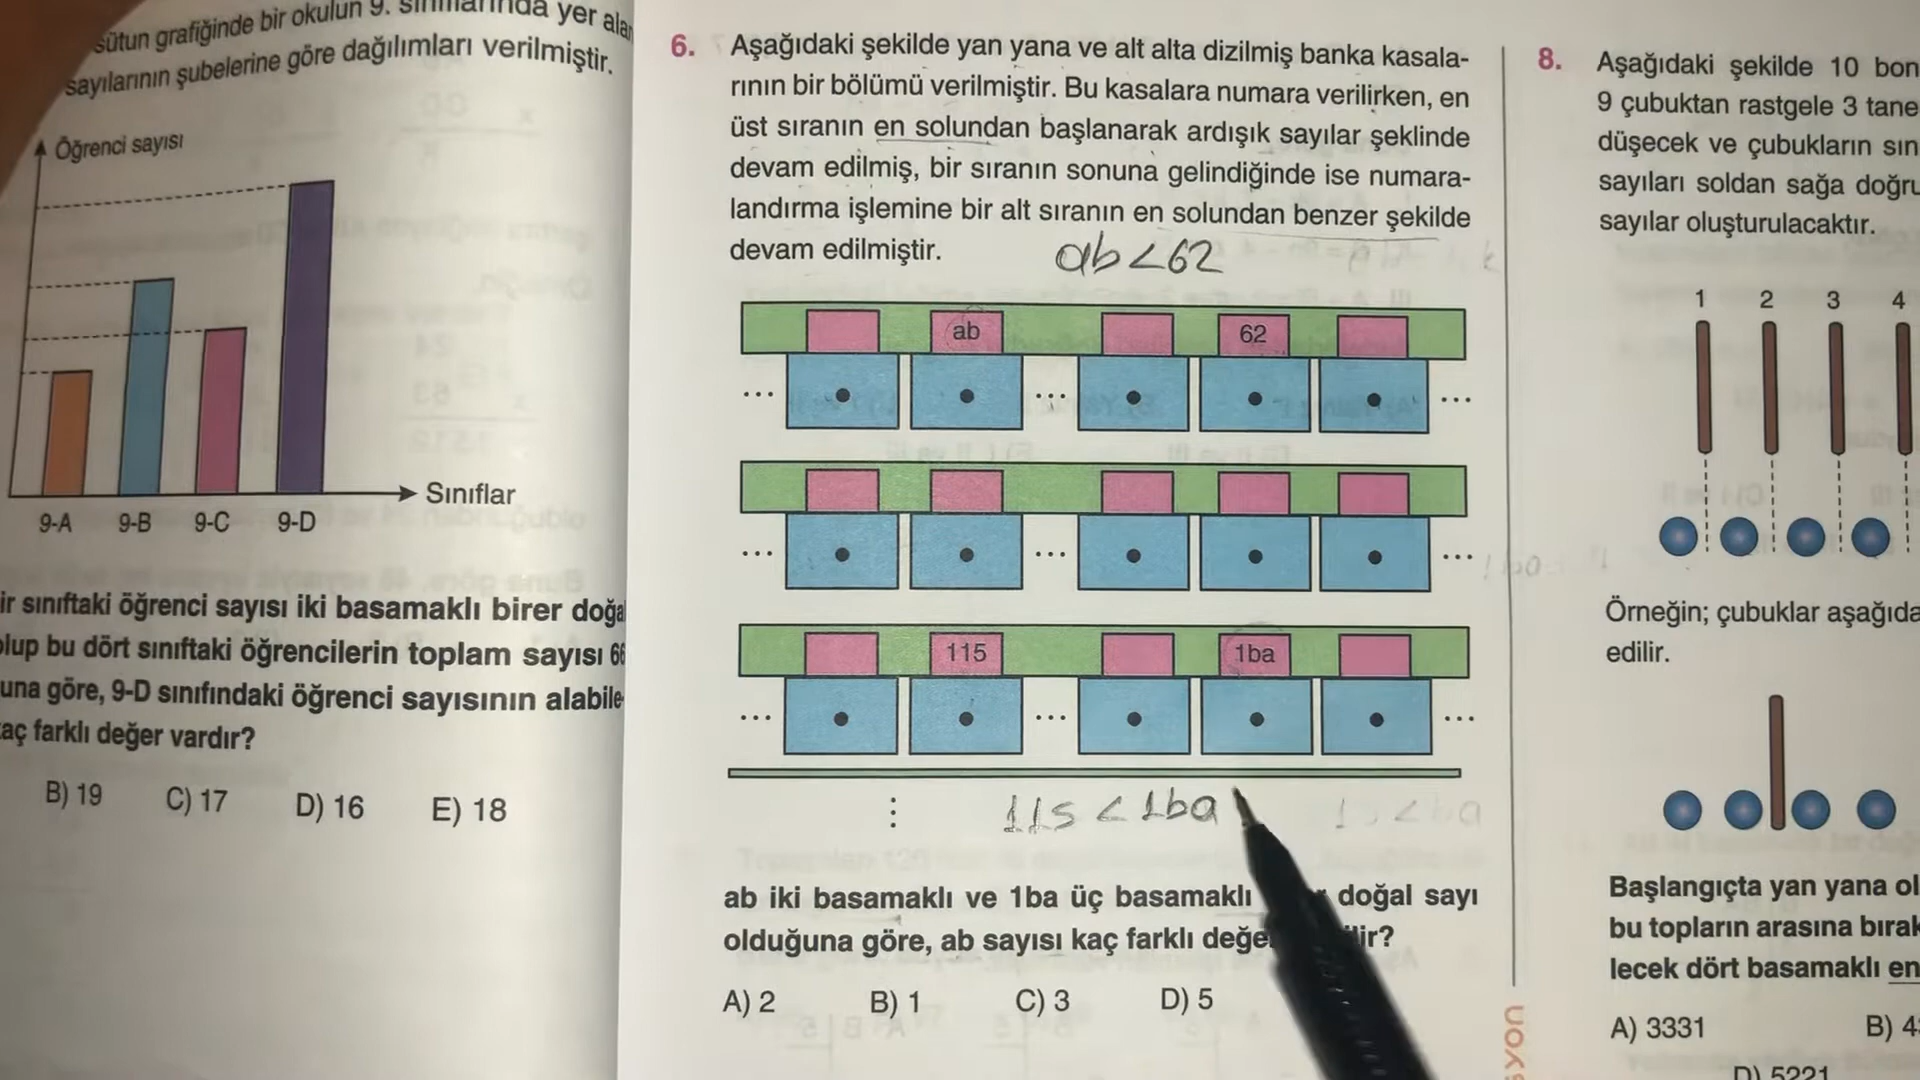 sütun grafiğinde bir okulun 9. sınıflarında yer alan
sayılarının şubelerine göre dağılımları verilmiştir.
Öğrenci sayısı
Sınıflar
9-A 9-B 9-C 9-D
ir sınıftaki öğrenci sayısı iki basamaklı birer doğa
olup bu dört sınıftaki öğrencilerin toplam sayısı 66
una göre, 9-D sınıfındaki öğrenci sayısının alabile-
kaç farklı değer vardır?
B) 19 C) 17 D) 16 E) 18
6. Aşağıdaki şekilde yan yana ve alt alta dizilmiş banka kasala-
rının bir bölümü verilmiştir. Bu kasalara numara verilirken, en
üst sıranın en solundan başlanarak ardışık sayılar şeklinde
devam edilmiş, bir sıranın sonuna gelindiğinde ise numara-
landırma işlemine bir alt sıranın en solundan benzer şekilde
devam edilmiştir.
ab<62
ab 62
... ... ...
... ... ...
115 1ba
... ... ...
115 < 1ba
ab iki basamaklı ve 1ba üç basamaklı doğal sayı
olduğuna göre, ab sayısı kaç farklı
A) 2 B) 1 C) 3 D) 5
yon
8. Aşağıdaki şekilde 10 bon
9 çubuktan rastgele 3 tane
düşecek ve çubukların sın
sayıları soldan sağa doğru
sayılar oluşturulacaktır.
1 2 3 4
Örneğin; çubuklar aşağıda
edilir.
Başlangıçta yan yana ol
bu topların arasına bırak
lecek dört basamaklı en
A) 3331 B) 4
D) 5221